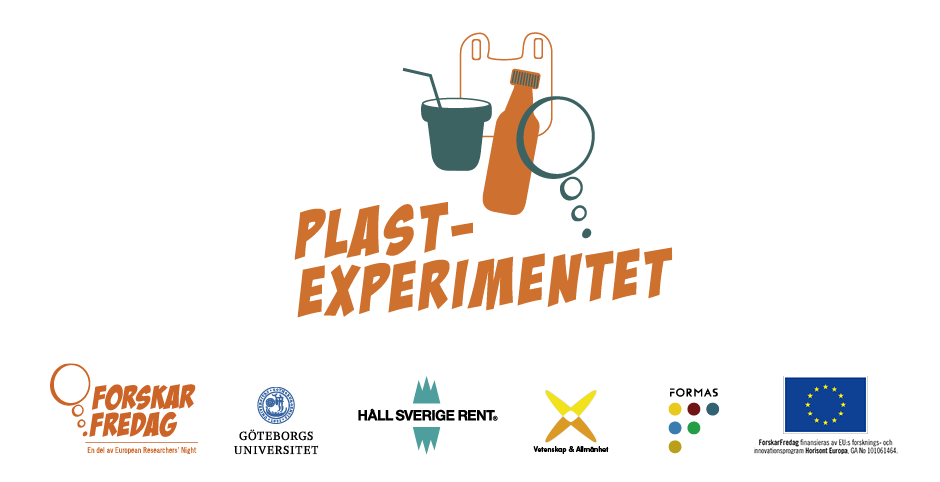 PLAST-
EXPERIMENTET
FORSKAR
FREDAG
En del av European Researchers' Night
GÖTEBORGS
UNIVERSITET
HÅLL SVERIGE RENT®
Vetenskap & Allmänhet
FORMAS
ForskarFredag finansieras av EU:s forsknings- och
innovationsprogram Horisont Europa, GA No 101061464.